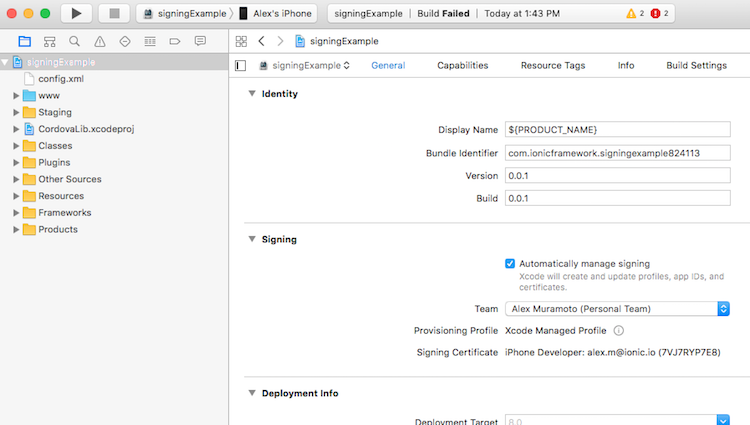 signingExample Alex's iPhone signingExample | Build Failed | Today at 1:43 PM 2 2
signingExample
signingExample General Capabilities Resource Tags Info Build Settings
signingExample
config.xml
www
Staging
CordovaLib.xcodeproj
Classes
Plugins
Other Sources
Resources
Frameworks
Products
Identity
Display Name ${PRODUCT_NAME}
Bundle Identifier com.ionicframework.signingexample824113
Version 0.0.1
Build 0.0.1
Signing
Automatically manage signing
Xcode will create and update profiles, app IDs, and
certificates.
Team Alex Muramoto (Personal Team)
Provisioning Profile Xcode Managed Profile
Signing Certificate iPhone Developer: alex.m@ionic.io (7VJ7RYP7E8)
Deployment Info
Deployment Target 8.0